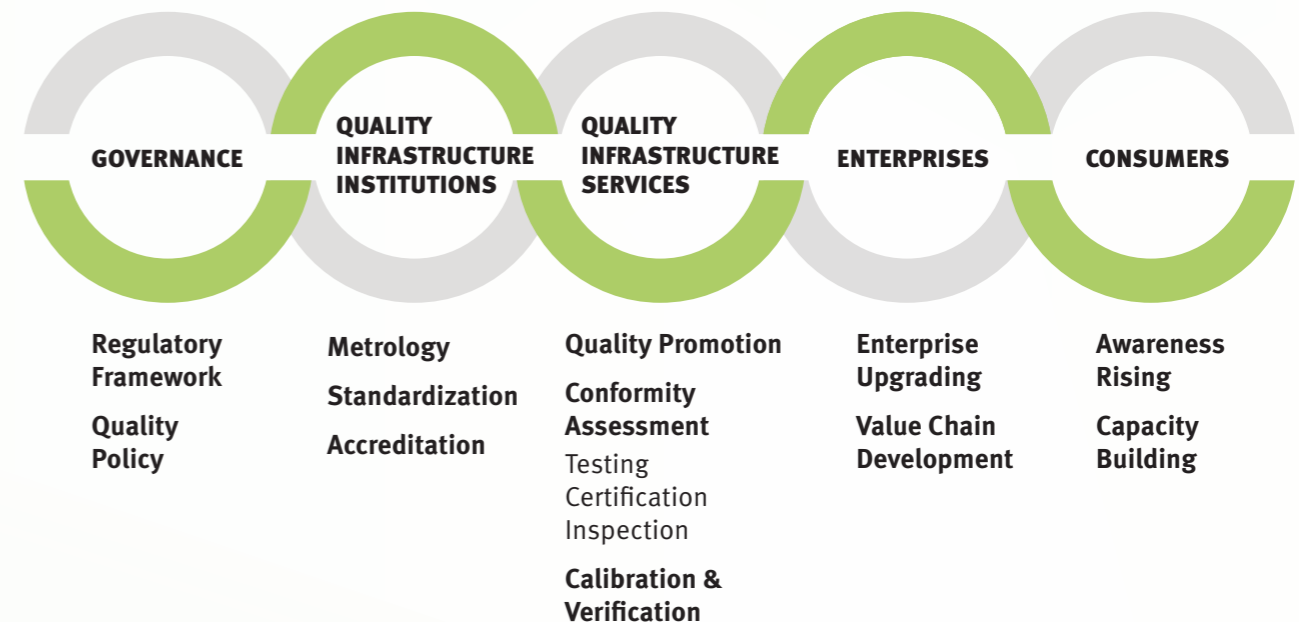 GOVERNANCE
QUALITY
INFRASTRUCTURE
INSTITUTIONS
QUALITY
INFRASTRUCTURE
SERVICES
ENTERPRISES
CONSUMERS
Regulatory
Framework
Quality
Policy
Metrology
Standardization
Accreditation
Quality Promotion
Conformity
Assessment
Testing
Certification
Inspection
Calibration &
Verification
Enterprise
Upgrading
Value Chain
Development
Awareness
Rising
Capacity
Building